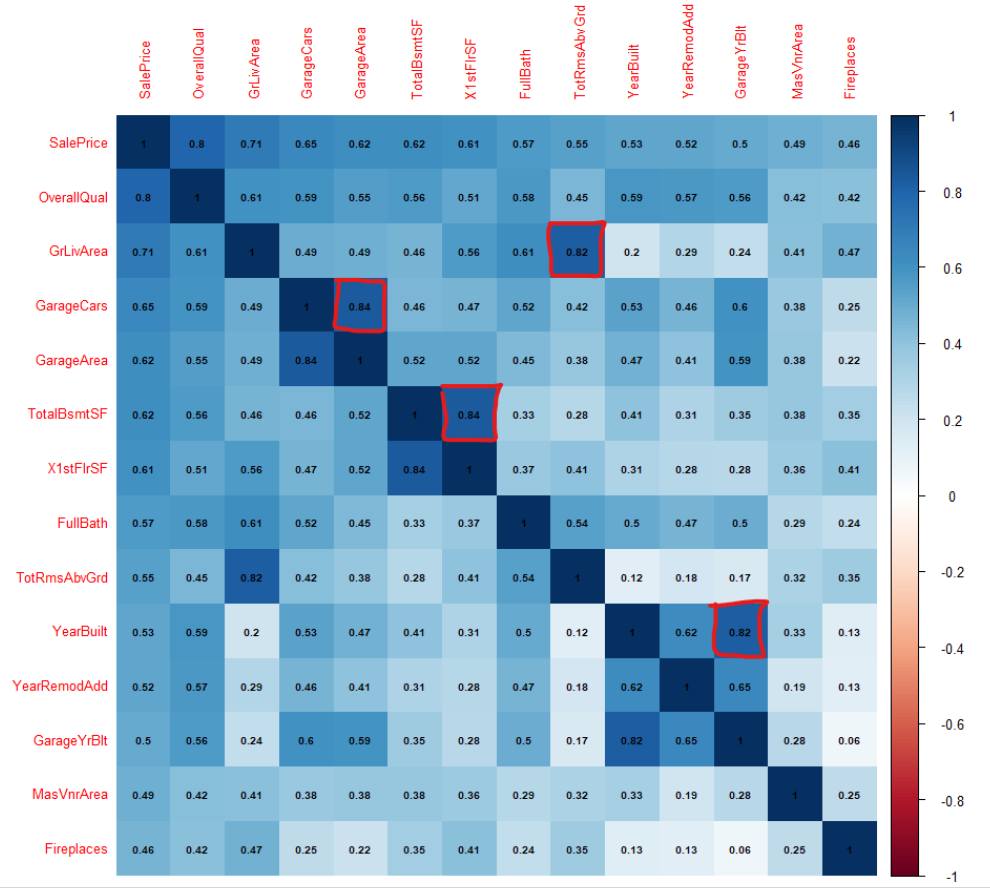 SalePrice OverallQual GrLivArea GarageCars GarageArea TotalBsmtSF X1stFlrSF FullBath TotRmsAbvGrd YearBuilt YearRemodAdd GarageYrBlt MasVnrArea Fireplaces
SalePrice 1 0.8 0.71 0.65 0.62 0.62 0.61 0.57 0.55 0.53 0.52 0.5 0.49 0.46
OverallQual 0.8 1 0.61 0.59 0.55 0.56 0.51 0.58 0.45 0.59 0.57 0.56 0.42 0.42
GrLivArea 0.71 0.61 1 0.49 0.49 0.46 0.56 0.61 0.82 0.2 0.29 0.24 0.41 0.47
GarageCars 0.65 0.59 0.49 1 0.84 0.46 0.47 0.52 0.42 0.53 0.46 0.6 0.38 0.25
GarageArea 0.62 0.55 0.49 0.84 1 0.52 0.52 0.45 0.38 0.47 0.41 0.59 0.38 0.22
TotalBsmtSF 0.62 0.56 0.46 0.46 0.52 1 0.84 0.33 0.28 0.41 0.31 0.35 0.38 0.35
X1stFlrSF 0.61 0.51 0.56 0.47 0.52 0.84 1 0.37 0.41 0.31 0.28 0.28 0.36 0.41
FullBath 0.57 0.58 0.61 0.52 0.45 0.33 0.37 1 0.54 0.5 0.47 0.5 0.29 0.24
TotRmsAbvGrd 0.55 0.45 0.82 0.42 0.38 0.28 0.41 0.54 1 0.12 0.18 0.17 0.32 0.35
YearBuilt 0.53 0.59 0.2 0.53 0.47 0.41 0.31 0.5 0.12 1 0.62 0.82 0.33 0.13
YearRemodAdd 0.52 0.57 0.29 0.46 0.41 0.31 0.28 0.47 0.18 0.62 1 0.65 0.19 0.13
GarageYrBlt 0.5 0.56 0.24 0.6 0.59 0.35 0.28 0.5 0.17 0.82 0.65 1 0.28 0.06
MasVnrArea 0.49 0.42 0.41 0.38 0.38 0.38 0.36 0.29 0.32 0.33 0.19 0.28 1 0.25
Fireplaces 0.46 0.42 0.47 0.25 0.22 0.35 0.41 0.24 0.35 0.13 0.13 0.06 0.25 1
1
0.8
0.6
0.4
0.2
0
-0.2
-0.4
-0.6
-0.8
-1